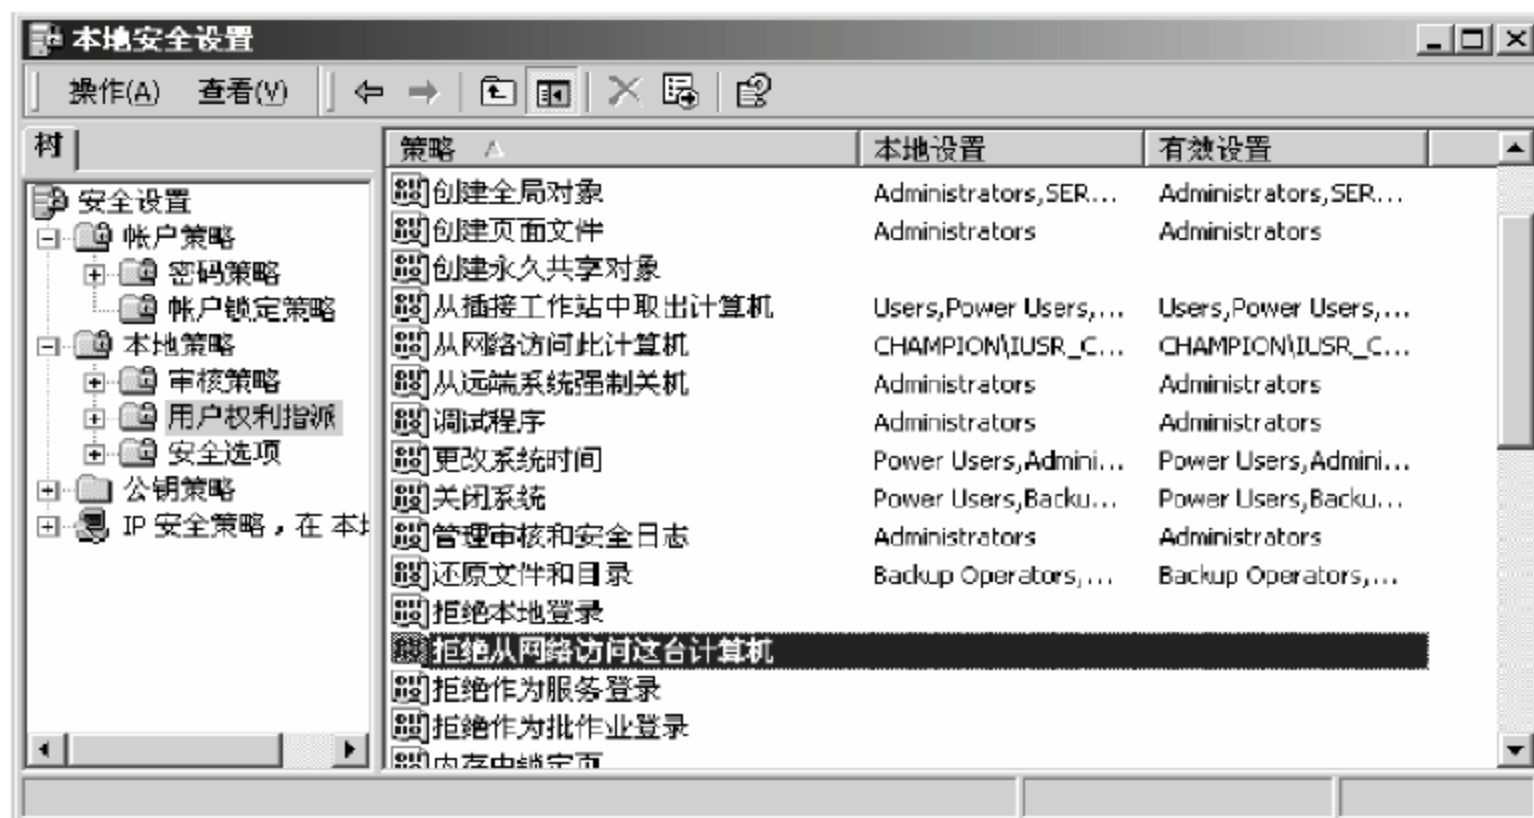 本地安全设置
操作(A) 查看(V)
树
安全设置
帐户策略
密码策略
帐户锁定策略
本地策略
审核策略
用户权利指派
安全选项
公钥策略
IP 安全策略，在 本
策略 本地设置 有效设置
创建全局对象 Administrators,SER... Administrators,SER...
创建页面文件 Administrators Administrators
创建永久共享对象
从插接工作站中取出计算机 Users,Power Users,... Users,Power Users,...
从网络访问此计算机 CHAMPION\IUSR_C... CHAMPION\IUSR_C...
从远端系统强制关机 Administrators Administrators
调试程序 Administrators Administrators
更改系统时间 Power Users,Admini... Power Users,Admini...
关闭系统 Power Users,Backu... Power Users,Backu...
管理审核和安全日志 Administrators Administrators
还原文件和目录 Backup Operators,... Backup Operators,...
拒绝本地登录
拒绝从网络访问这台计算机
拒绝作为服务登录
拒绝作为批作业登录
内存中锁定页